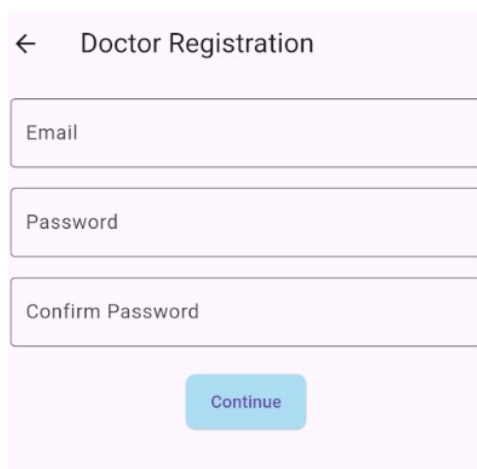 Doctor Registration
Email
Password
Confirm Password
Continue